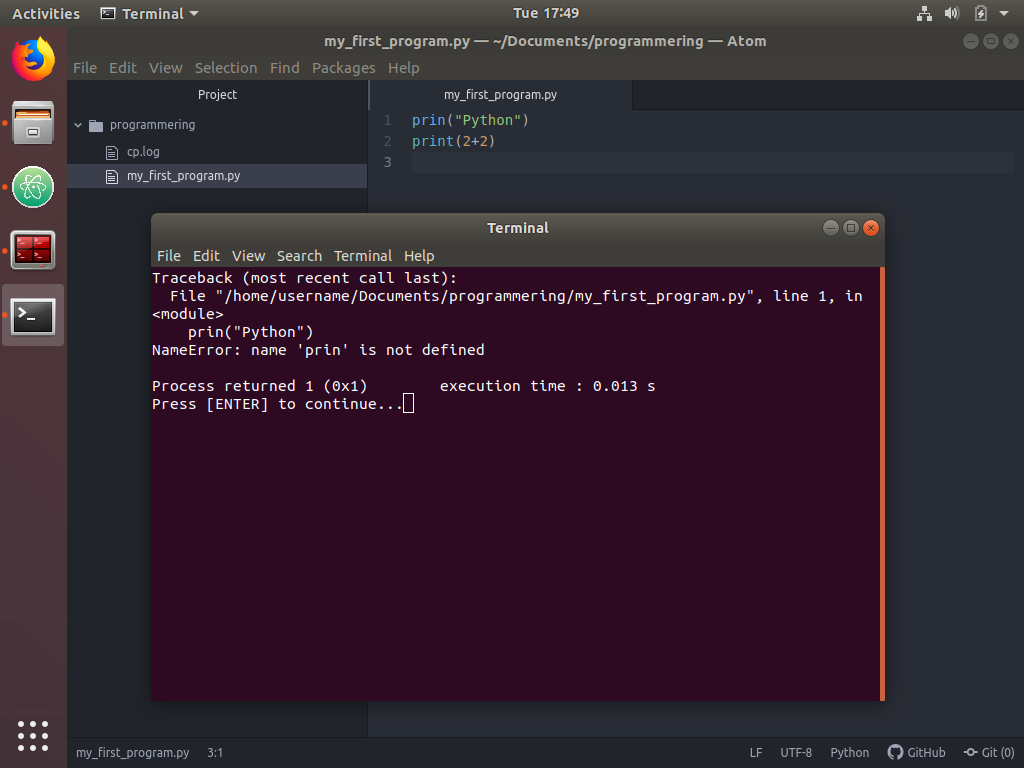 Activities Terminal Tue 17:49
my_first_program.py — ~/Documents/programmering — Atom
File Edit View Selection Find Packages Help
Project
programmering
cp.log
my_first_program.py
my_first_program.py
1 prin("Python")
2 print(2+2)
3
Terminal
File Edit View Search Terminal Help
Traceback (most recent call last):
  File "/home/username/Documents/programmering/my_first_program.py", line 1, in
<module>
    prin("Python")
NameError: name 'prin' is not defined
Process returned 1 (0x1)        execution time : 0.013 s
Press [ENTER] to continue...
my_first_program.py 3:1 LF UTF-8 Python GitHub Git (0)